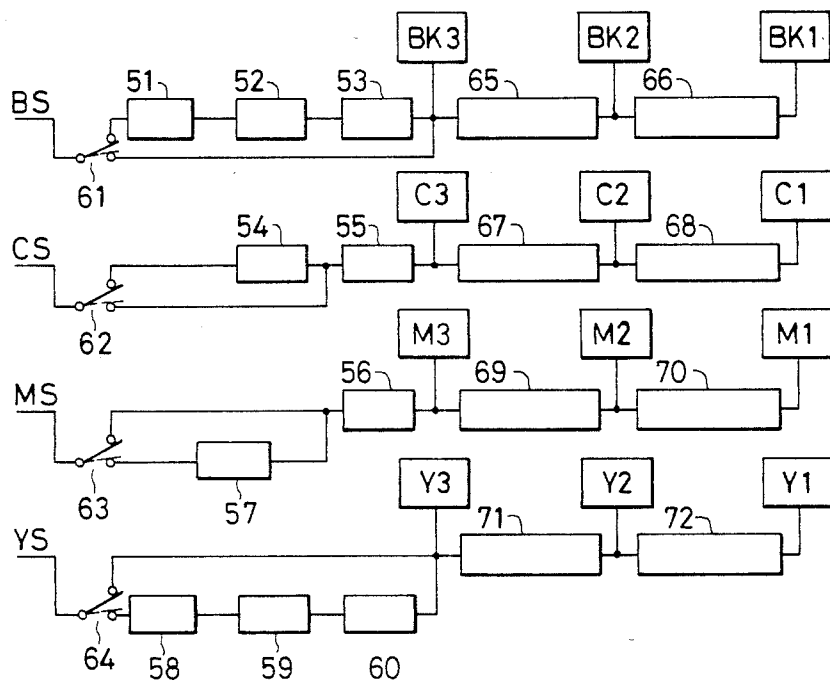 BK3 BK2 BK1
51 52 53 65 66
BS
61
C3 C2 C1
54 55 67 68
CS
62
M3 M2 M1
56 69 70
MS
63 57
Y3 Y2 Y1
71 72
YS
64 58 59 60